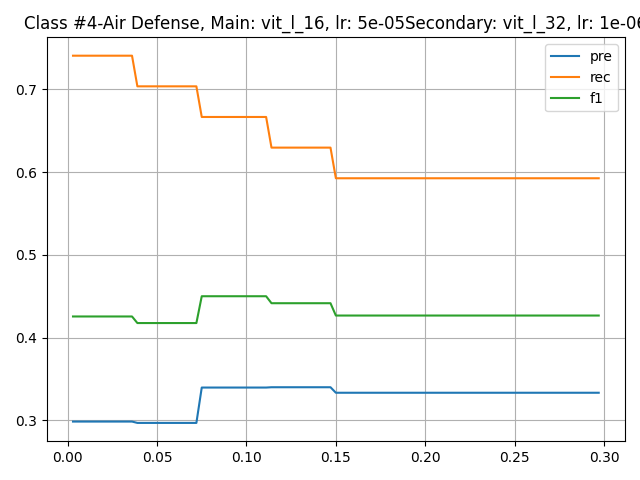 Class #4-Air Defense, Main: vit_l_16, lr: 5e-05Secondary: vit_l_32, lr: 1e-06
pre
rec
f1
0.7
0.6
0.5
0.4
0.3
0.00 0.05 0.10 0.15 0.20 0.25 0.30